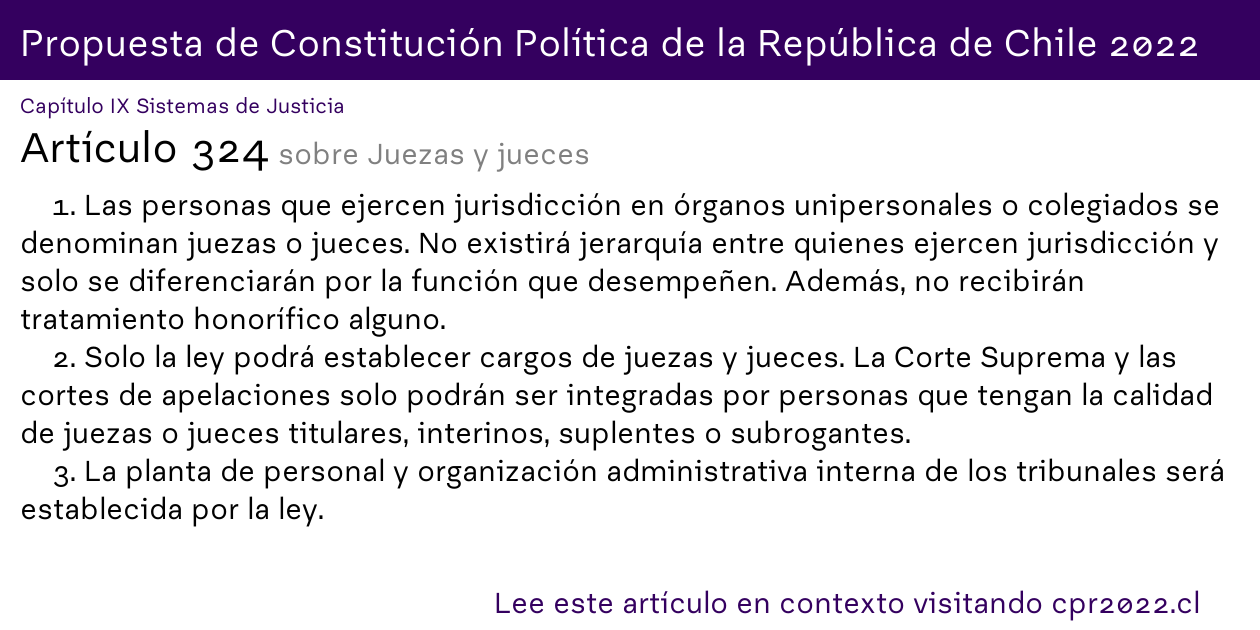 Propuesta de Constitución Política de la República de Chile 2022
Capítulo IX Sistemas de Justicia
Artículo 324 sobre Juezas y jueces
1. Las personas que ejercen jurisdicción en órganos unipersonales o colegiados se
denominan juezas o jueces. No existirá jerarquía entre quienes ejercen jurisdicción y
solo se diferenciarán por la función que desempeñen. Además, no recibirán
tratamiento honorífico alguno.
2. Solo la ley podrá establecer cargos de juezas y jueces. La Corte Suprema y las
cortes de apelaciones solo podrán ser integradas por personas que tengan la calidad
de juezas o jueces titulares, interinos, suplentes o subrogantes.
3. La planta de personal y organización administrativa interna de los tribunales será
establecida por la ley.
Lee este artículo en contexto visitando cpr2022.cl